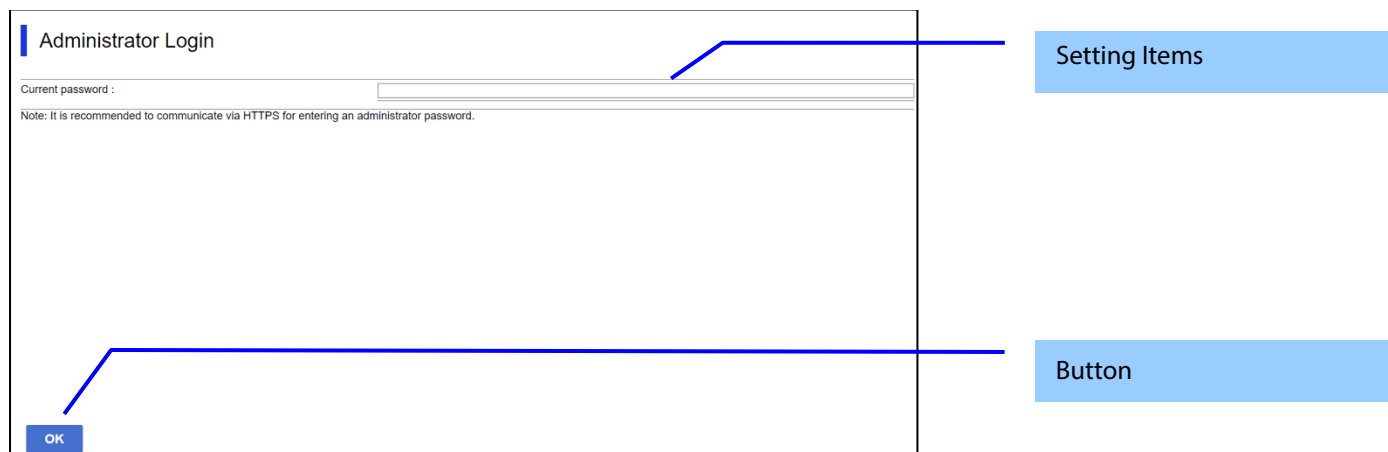 Administrator Login
Setting Items
Current password :
Note: It is recommended to communicate via HTTPS for entering an administrator password.
Button
OK